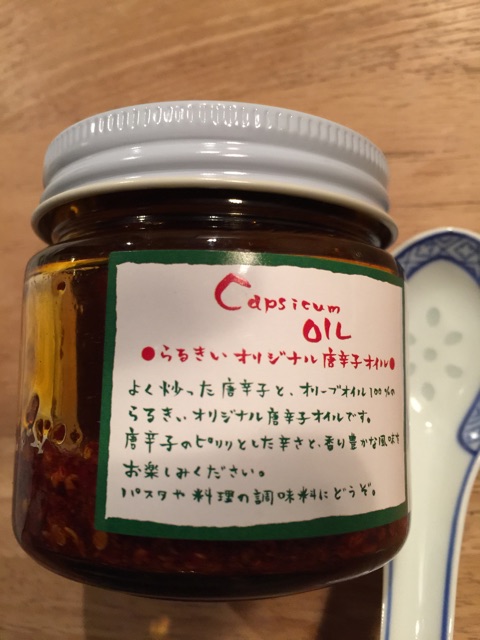 Capsicum
OIL
●らるきぃオリジナル唐辛子オイル●
よく炒った唐辛子と、オリーブオイル100%の
らるきぃオリジナル唐辛子オイルです。
唐辛子のピリリとした辛さと、香り豊かな風味を
お楽しみください。
パスタや料理の調味料にどうぞ。